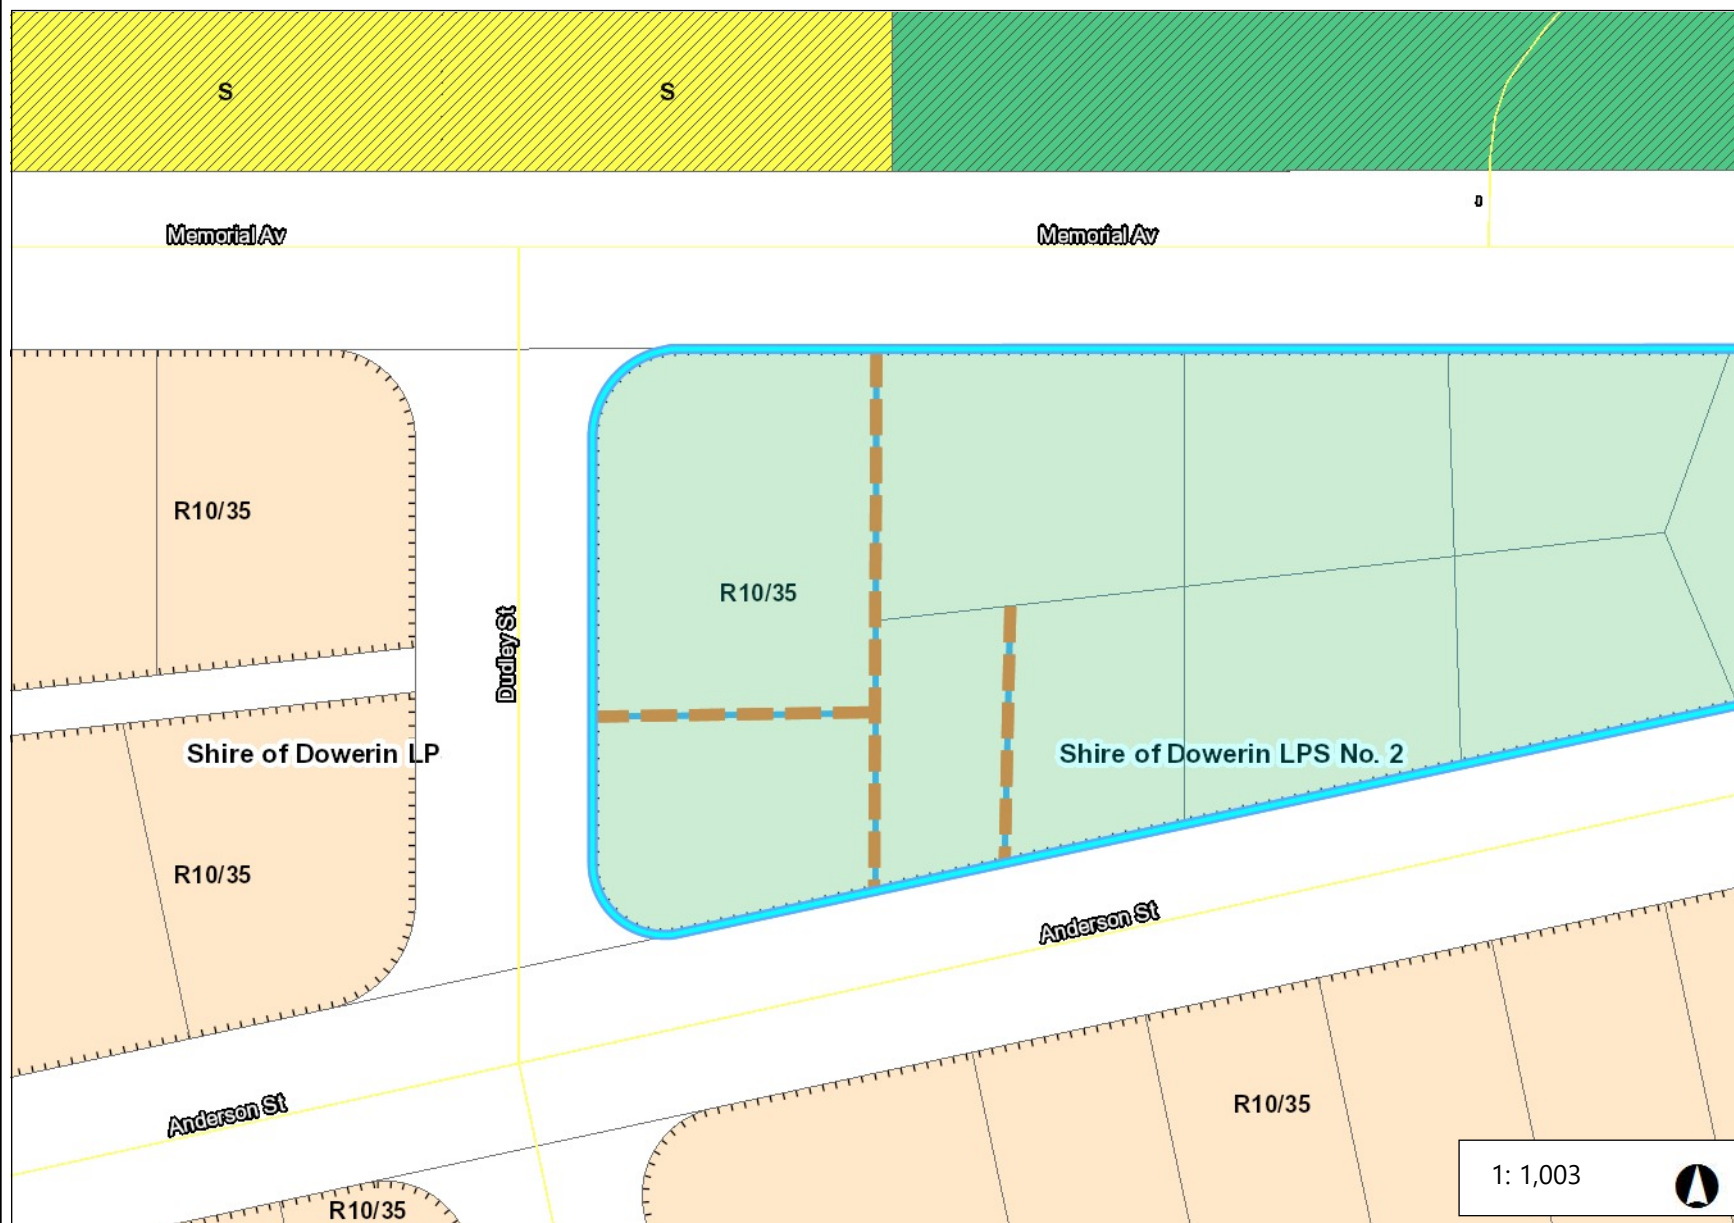 S
S
Memorial Av
Memorial Av
R10/35
R10/35
Dudley St
Shire of Dowerin LP
Shire of Dowerin LPS No. 2
R10/35
Anderson St
Anderson St
R10/35
1: 1,003
R10/35